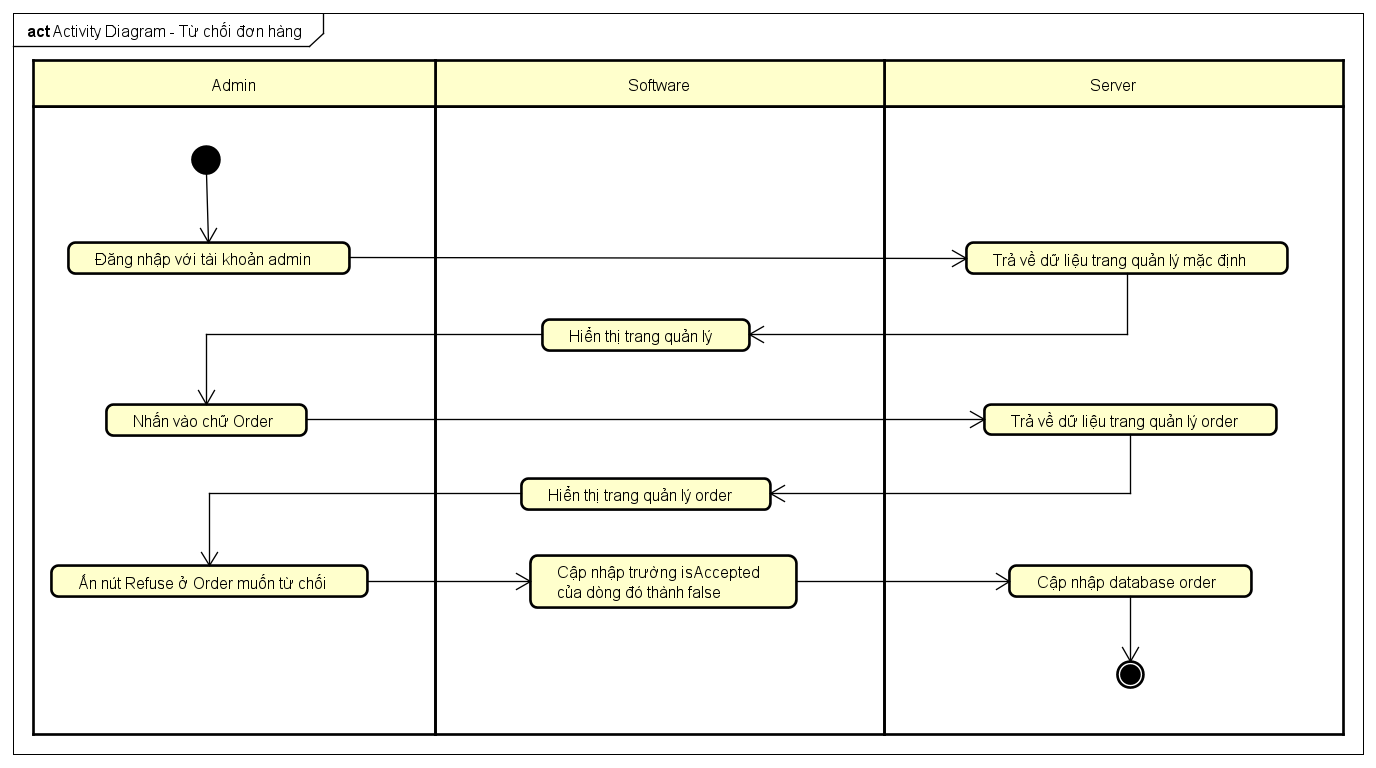 act Activity Diagram - Từ chối đơn hàng
Admin
Software
Server
Đăng nhập với tài khoản admin
Trả về dữ liệu trang quản lý mặc định
Hiển thị trang quản lý
Nhấn vào chữ Order
Trả về dữ liệu trang quản lý order
Hiển thị trang quản lý order
Ấn nút Refuse ở Order muốn từ chối
Cập nhập trường isAccepted
của dòng đó thành false
Cập nhập database order